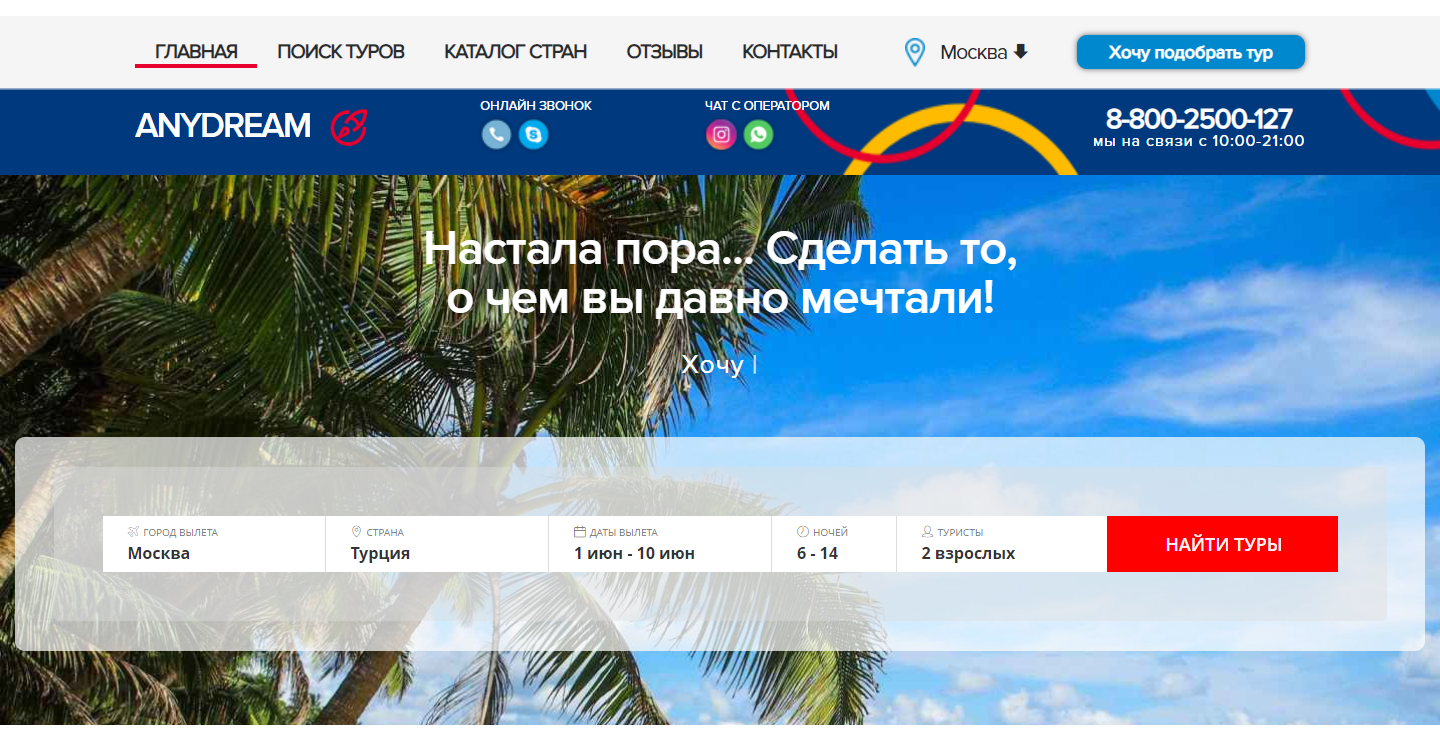 ГЛАВНАЯ ПОИСК ТУРОВ КАТАЛОГ СТРАН ОТЗЫВЫ КОНТАКТЫ Москва Хочу подобрать тур
ANYDREAM
ОНЛАЙН ЗВОНОК
ЧАТ С ОПЕРАТОРОМ
8-800-2500-127
мы на связи с 10:00-21:00
Настала пора... Сделать то,
о чем вы давно мечтали!
Хочу |
ГОРОД ВЫЛЕТА
Москва
СТРАНА
Турция
ДАТЫ ВЫЛЕТА
1 июн - 10 июн
НОЧЕЙ
6 - 14
ТУРИСТЫ
2 взрослых
НАЙТИ ТУРЫ